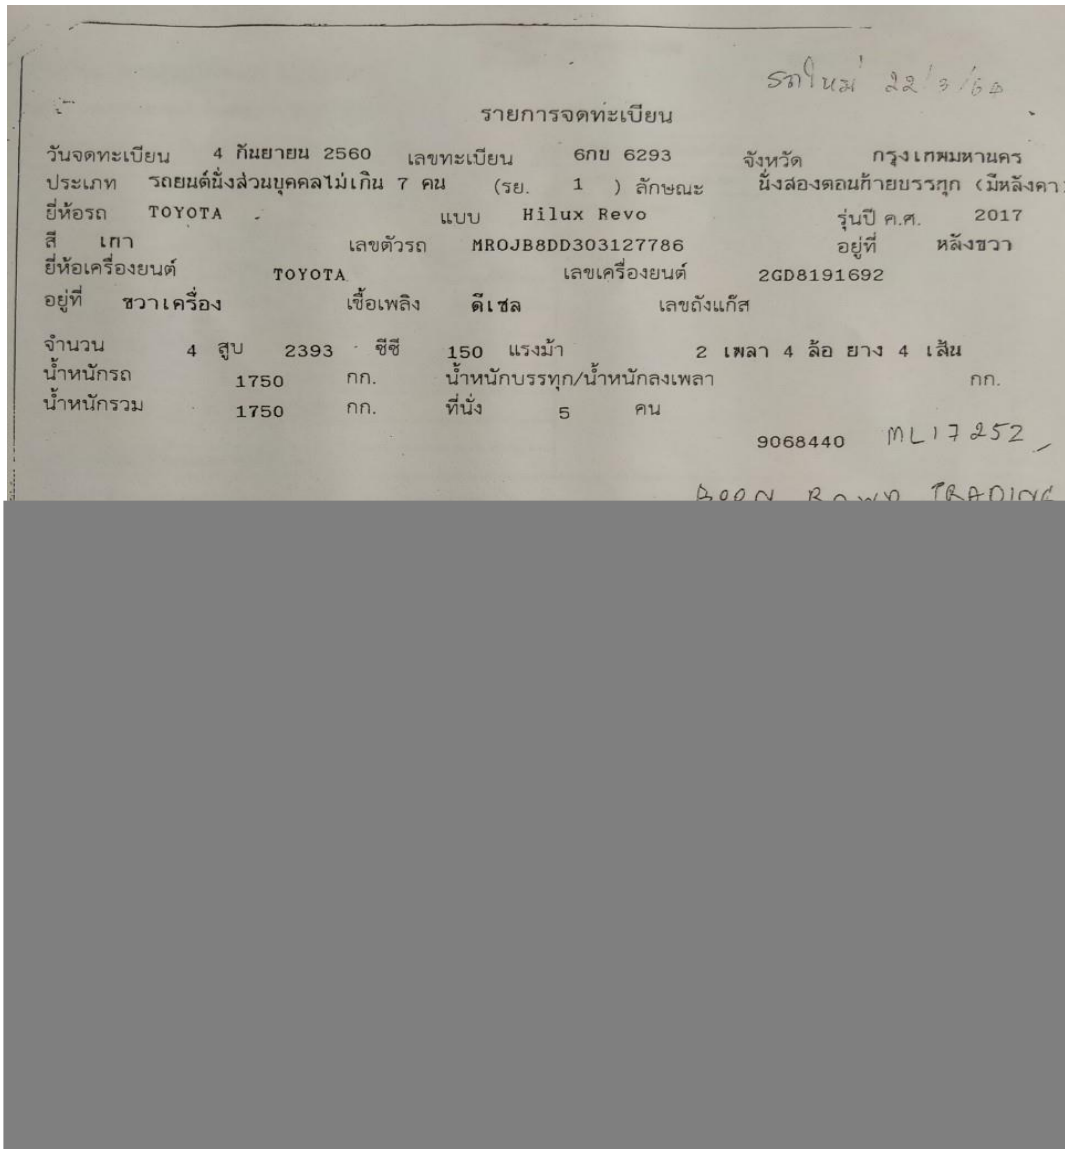 รถใหม่ 22/3/64
รายการจดทะเบียน
วันจดทะเบียน 4 กันยายน 2560 เลขทะเบียน 6กบ 6293 จังหวัด กรุงเทพมหานคร
ประเภท รถยนต์นั่งส่วนบุคคลไม่เกิน 7 คน (รย. 1 ) ลักษณะ นั่งสองตอนท้ายบรรทุก (มีหลังคา
ยี่ห้อรถ TOYOTA แบบ Hilux Revo รุ่นปี ค.ศ. 2017
สี เทา เลขตัวรถ MROJB8DD303127786 อยู่ที่ หลังขวา
ยี่ห้อเครื่องยนต์ TOYOTA เลขเครื่องยนต์ 2GD8191692
อยู่ที่ ขวาเครื่อง เชื้อเพลิง ดีเซล เลขถังแก๊ส
จำนวน 4 สูบ 2393 ซีซี 150 แรงม้า 2 เพลา 4 ล้อ ยาง 4 เส้น
น้ำหนักรถ 1750 กก. น้ำหนักบรรทุก/น้ำหนักลงเพลา กก.
น้ำหนักรวม 1750 กก. ที่นั่ง 5 คน
9068440 ML17252
BOON RAWD TRADING